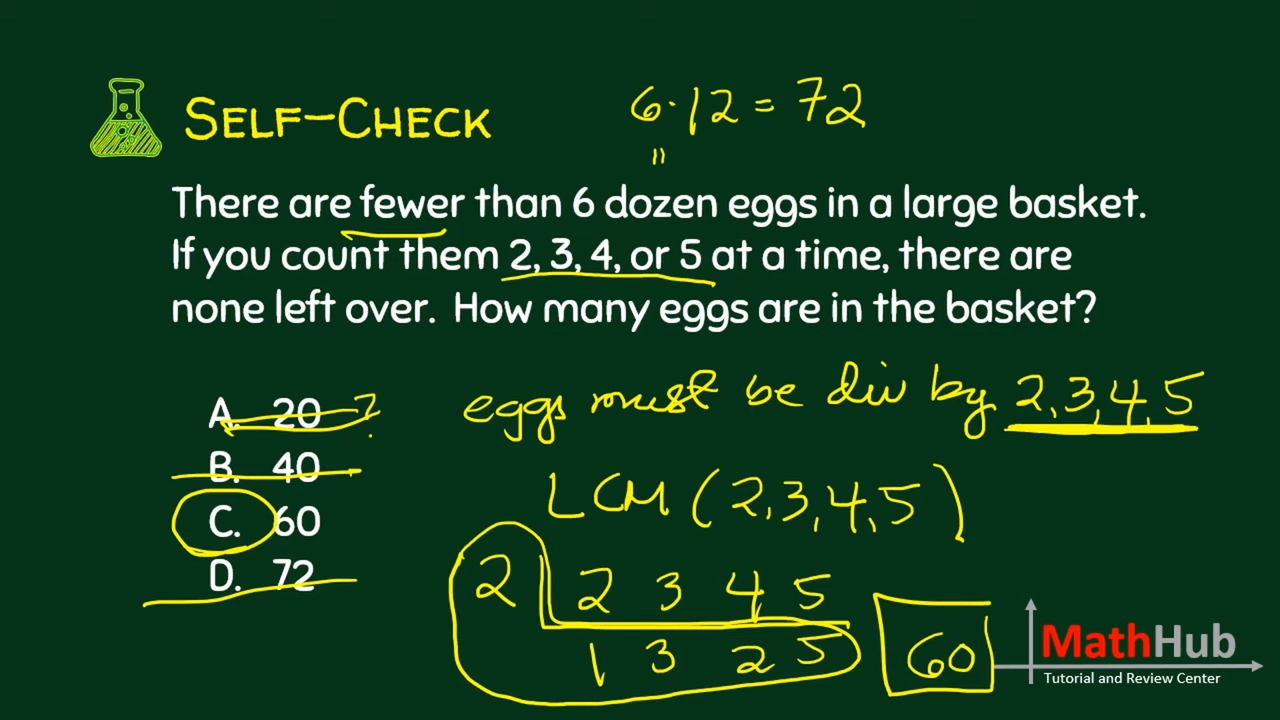 SELF-CHECK
6·12 = 72
"
There are fewer than 6 dozen eggs in a large basket.
If you count them 2, 3, 4, or 5 at a time, there are
none left over. How many eggs are in the basket?
A. 20 ?
B. 40
C. 60
D. 72
eggs must be div by 2,3,4,5
LCM (2,3,4,5)
2 2 3 4 5
1 3 2 5
60
MathHub
Tutorial and Review Center